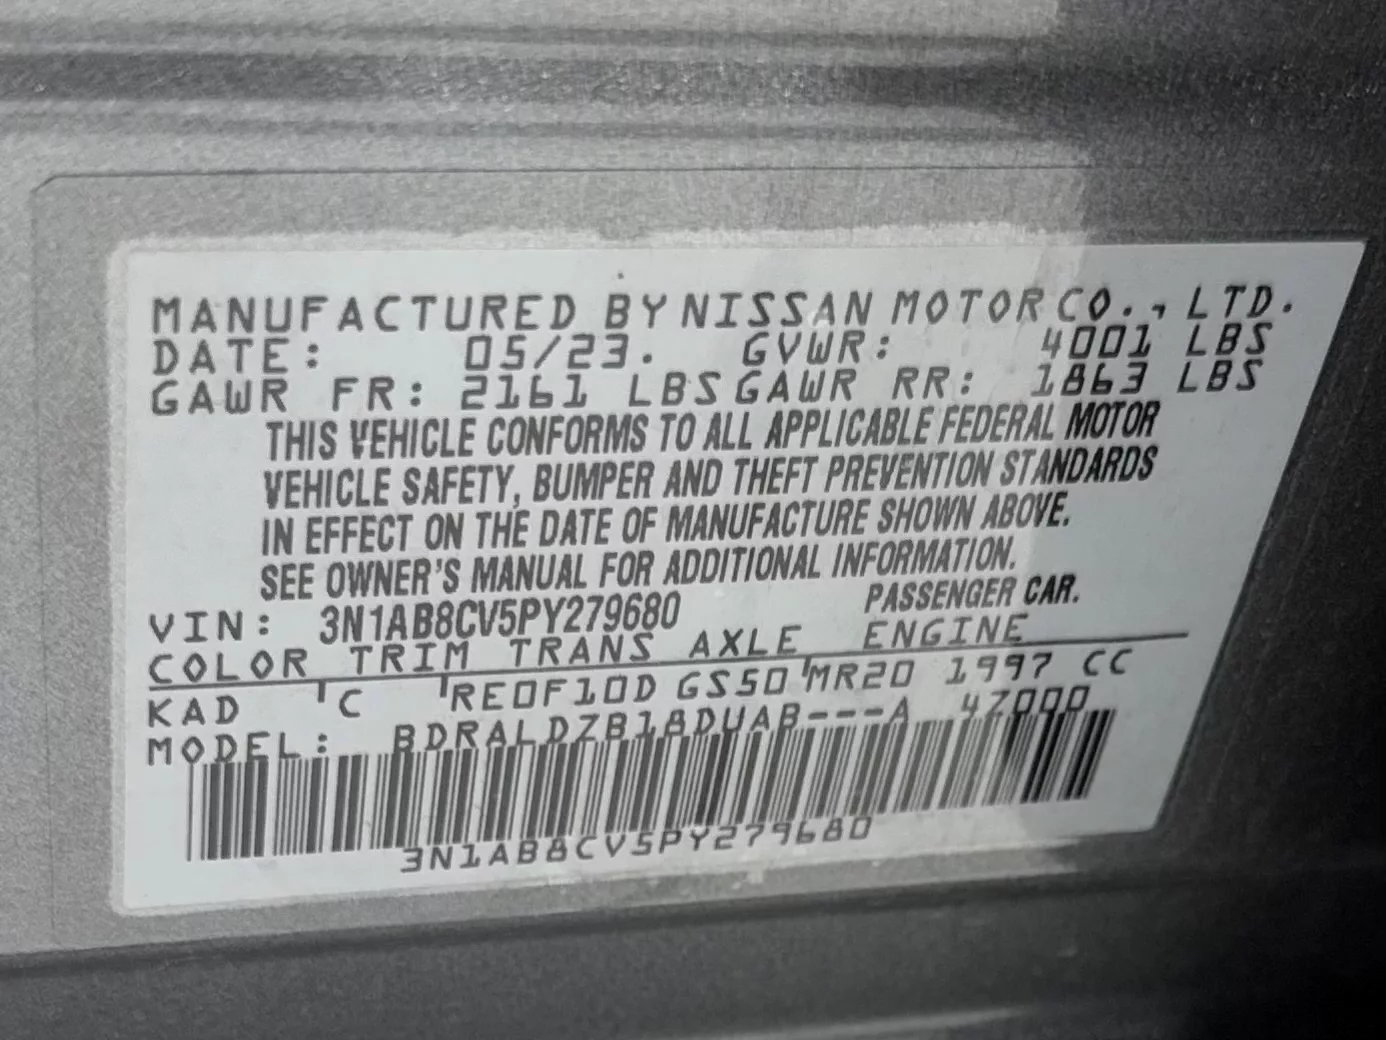 MANUFACTURED BY NISSAN MOTOR CO., LTD.
DATE: 05/23. GVWR: 4001 LBS
GAWR FR: 2161 LBS GAWR RR: 1863 LBS
THIS VEHICLE CONFORMS TO ALL APPLICABLE FEDERAL MOTOR
VEHICLE SAFETY, BUMPER AND THEFT PREVENTION STANDARDS
IN EFFECT ON THE DATE OF MANUFACTURE SHOWN ABOVE.
SEE OWNER'S MANUAL FOR ADDITIONAL INFORMATION.
VIN: 3N1AB8CV5PY279680 PASSENGER CAR.
COLOR TRIM TRANS AXLE ENGINE
KAD C RE0F10D GS50 MR20 1997 CC
MODEL: BDRALDZB18DUAB---A 47000
3N1AB8CV5PY279680